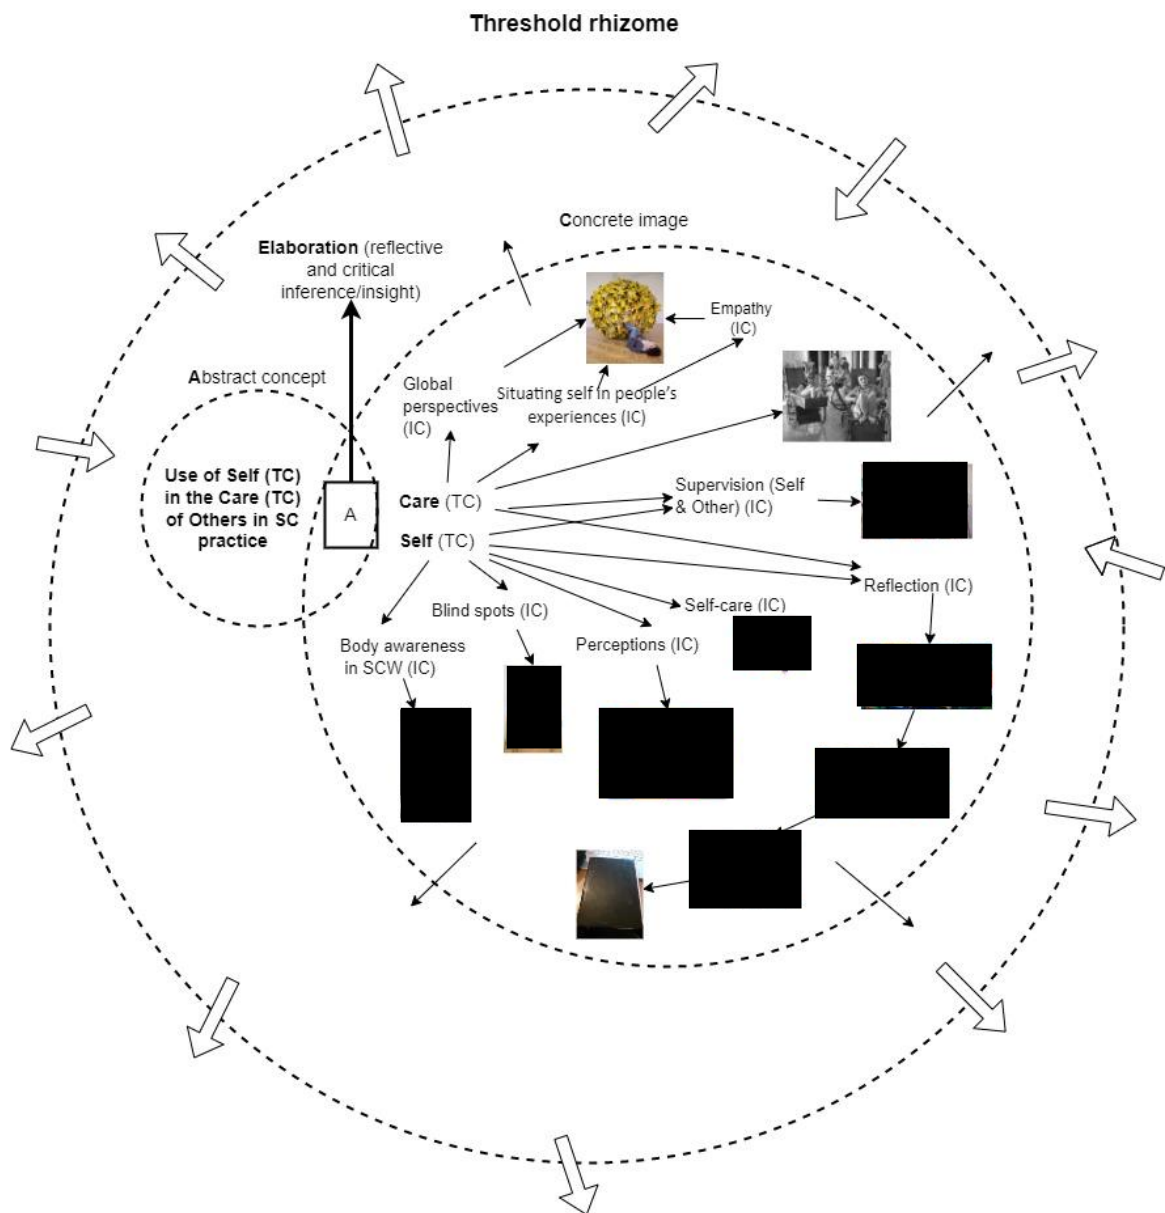 Threshold rhizome
Concrete image
Elaboration (reflective
and critical
inference/insight)
Empathy
(IC)
Abstract concept
Global
perspectives
(IC)
Situating self in people's
experiences (IC)
Use of Self (TC)
in the Care (TC)
of Others in SC
practice
A
Care (TC)
Self (TC)
Supervision (Self
& Other) (IC)
Reflection (IC)
Blind spots (IC)
Self-care (IC)
Body awareness
in SCW (IC)
Perceptions (IC)